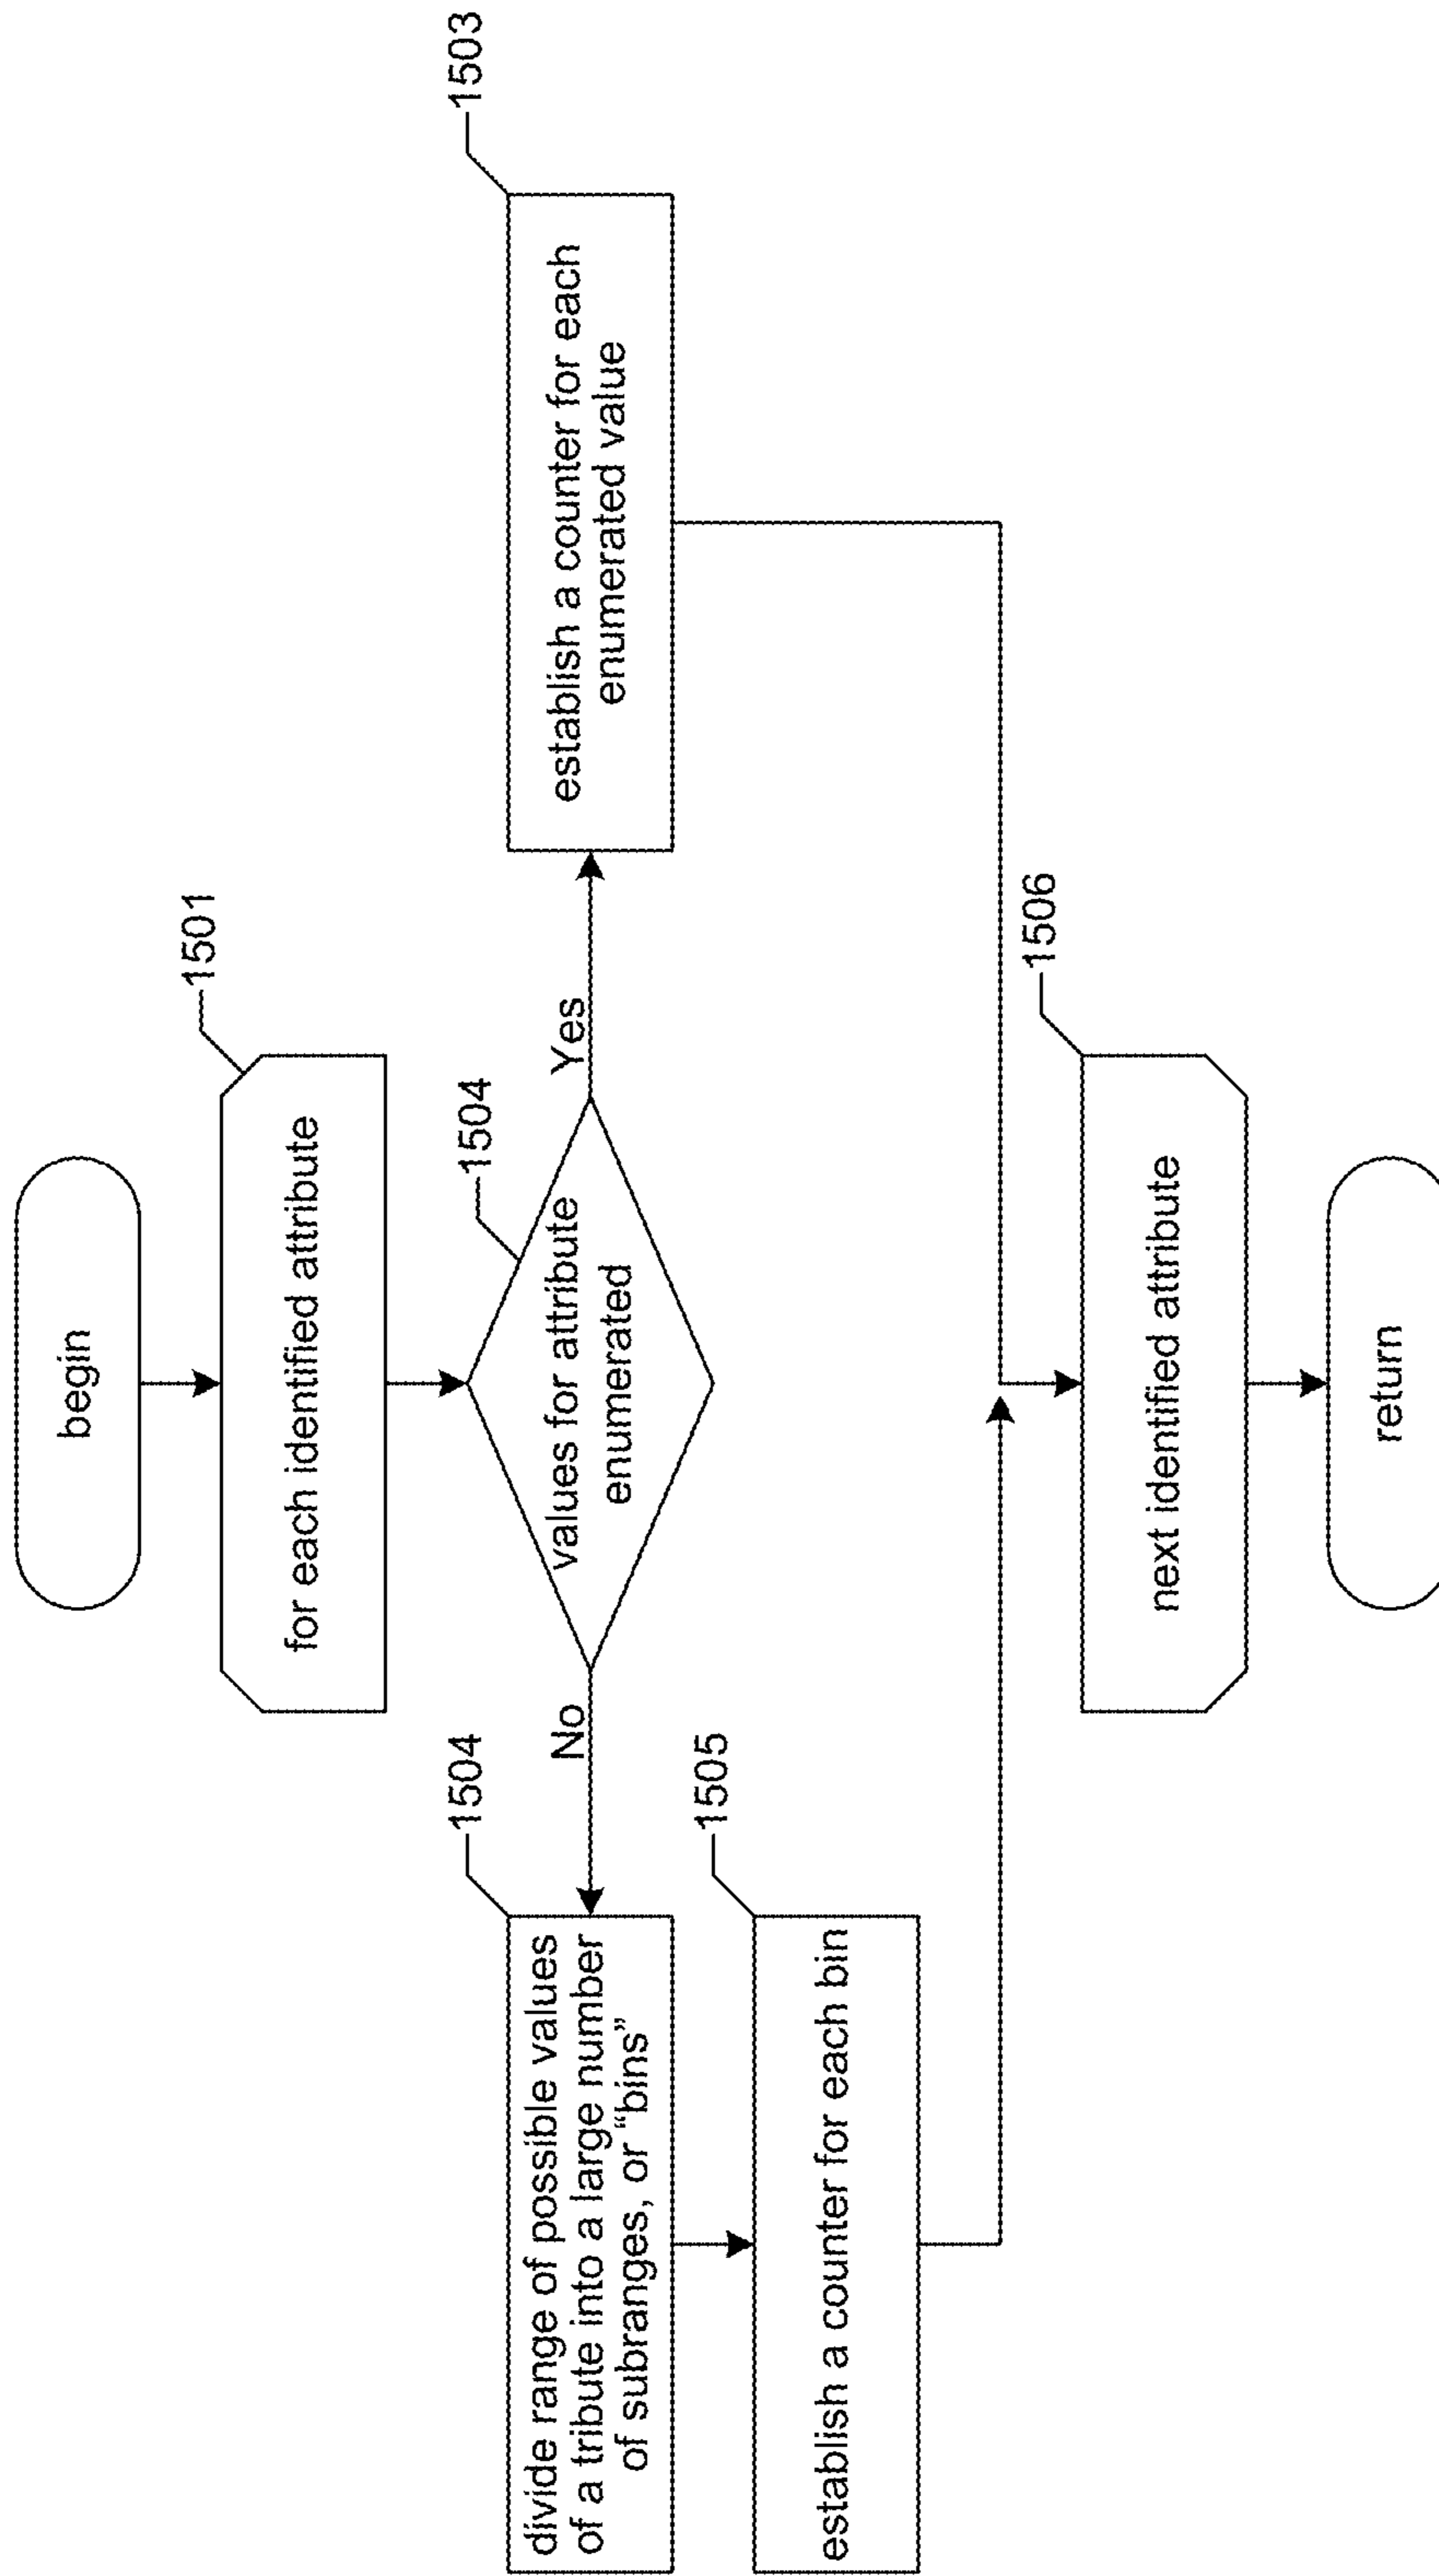 begin
1501
for each identified attribute
1504
values for attribute
enumerated
Yes
No
1503
establish a counter for each
enumerated value
1504
divide range of possible values
of a tribute into a large number
of subranges, or “bins”
1505
establish a counter for each bin
1506
next identified attribute
return